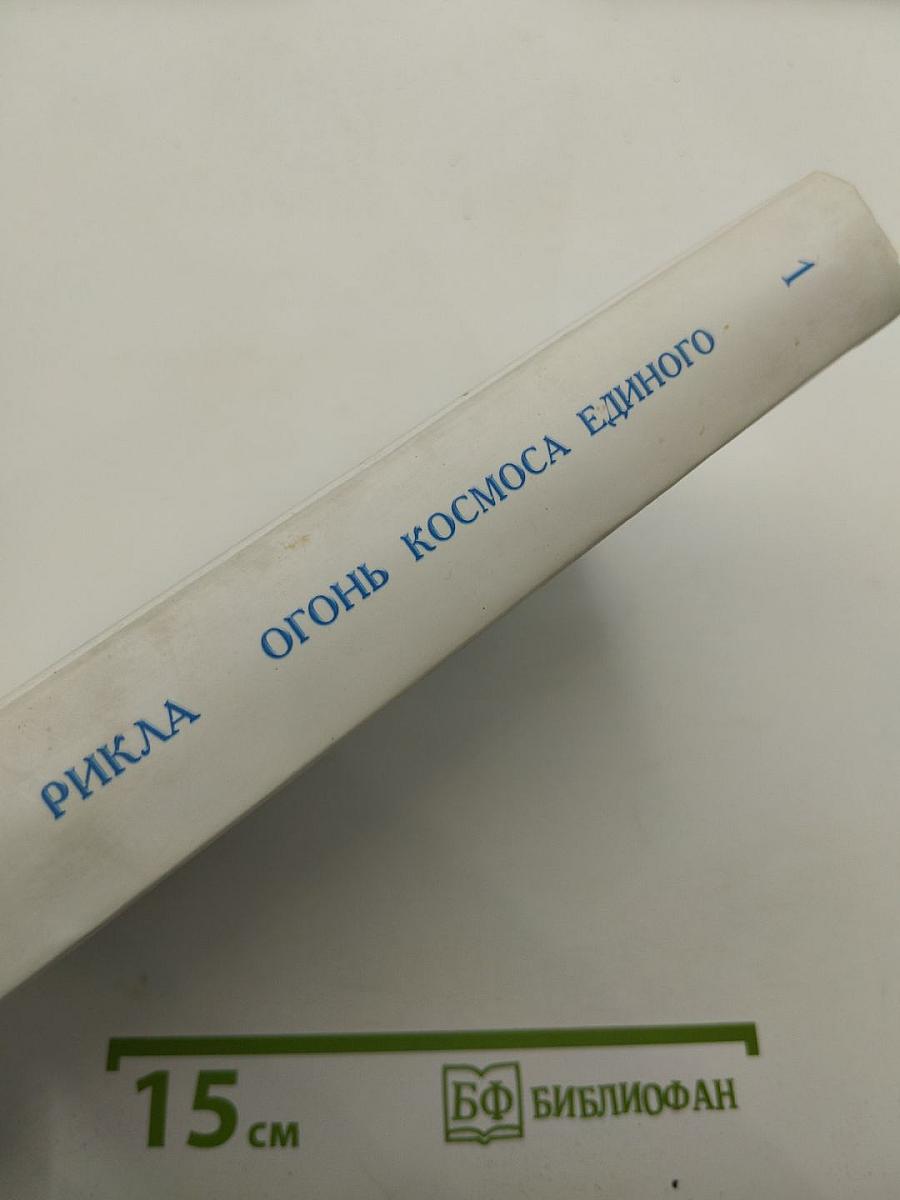 РИКЛА ОГОНЬ КОСМОСА ЕДИНОГО 1
15 см
БФ БИБЛИОФАН